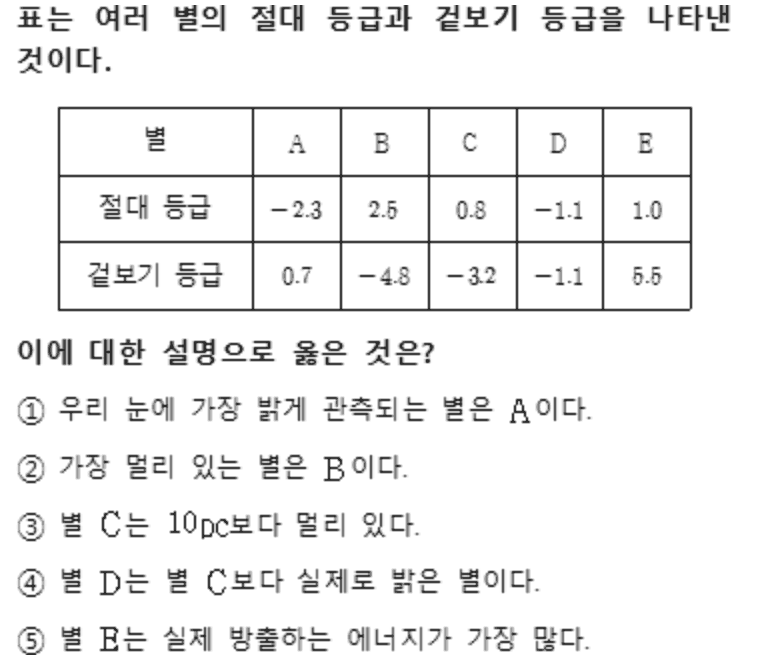 표는 여러 별의 절대 등급과 겉보기 등급을 나타낸
것이다.
별 A B C D E
절대 등급 −2.3 2.5 0.8 −1.1 1.0
겉보기 등급 0.7 −4.8 −3.2 −1.1 5.5
이에 대한 설명으로 옳은 것은?
① 우리 눈에 가장 밝게 관측되는 별은 A이다.
② 가장 멀리 있는 별은 B이다.
③ 별 C는 10pc보다 멀리 있다.
④ 별 D는 별 C보다 실제로 밝은 별이다.
⑤ 별 E는 실제 방출하는 에너지가 가장 많다.